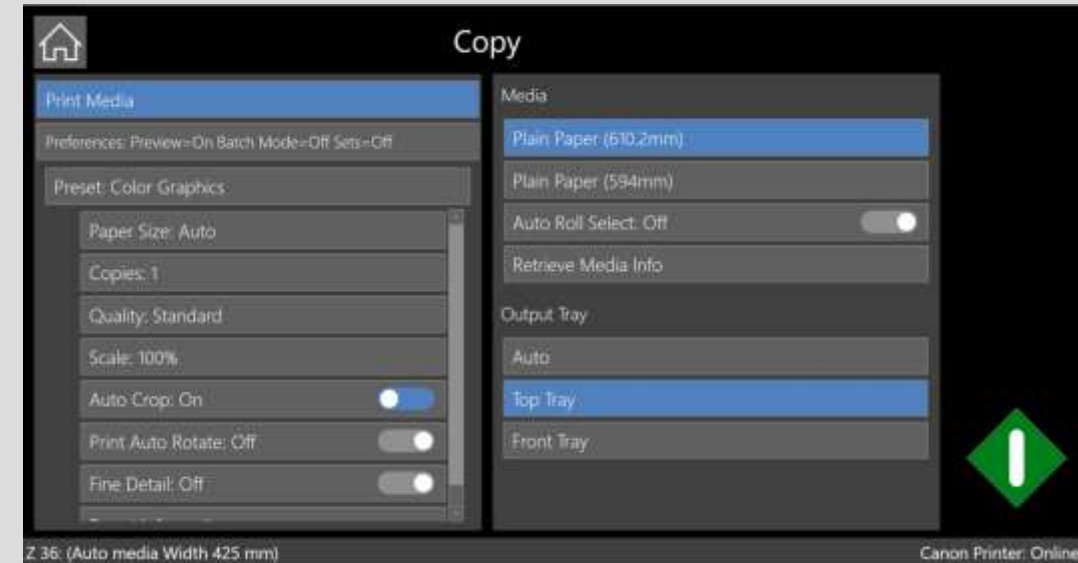 Copy
Print Media
Preferences: Preview=On Batch Mode=Off Sets=Off
Preset: Color Graphics
Paper Size: Auto
Copies: 1
Quality: Standard
Scale: 100%
Auto Crop: On
Print Auto Rotate: Off
Fine Detail: Off
Media
Plain Paper (610.2mm)
Plain Paper (594mm)
Auto Roll Select: Off
Retrieve Media Info
Output Tray
Auto
Top Tray
Front Tray
Z 36: (Auto media Width 425 mm)
Canon Printer: Online